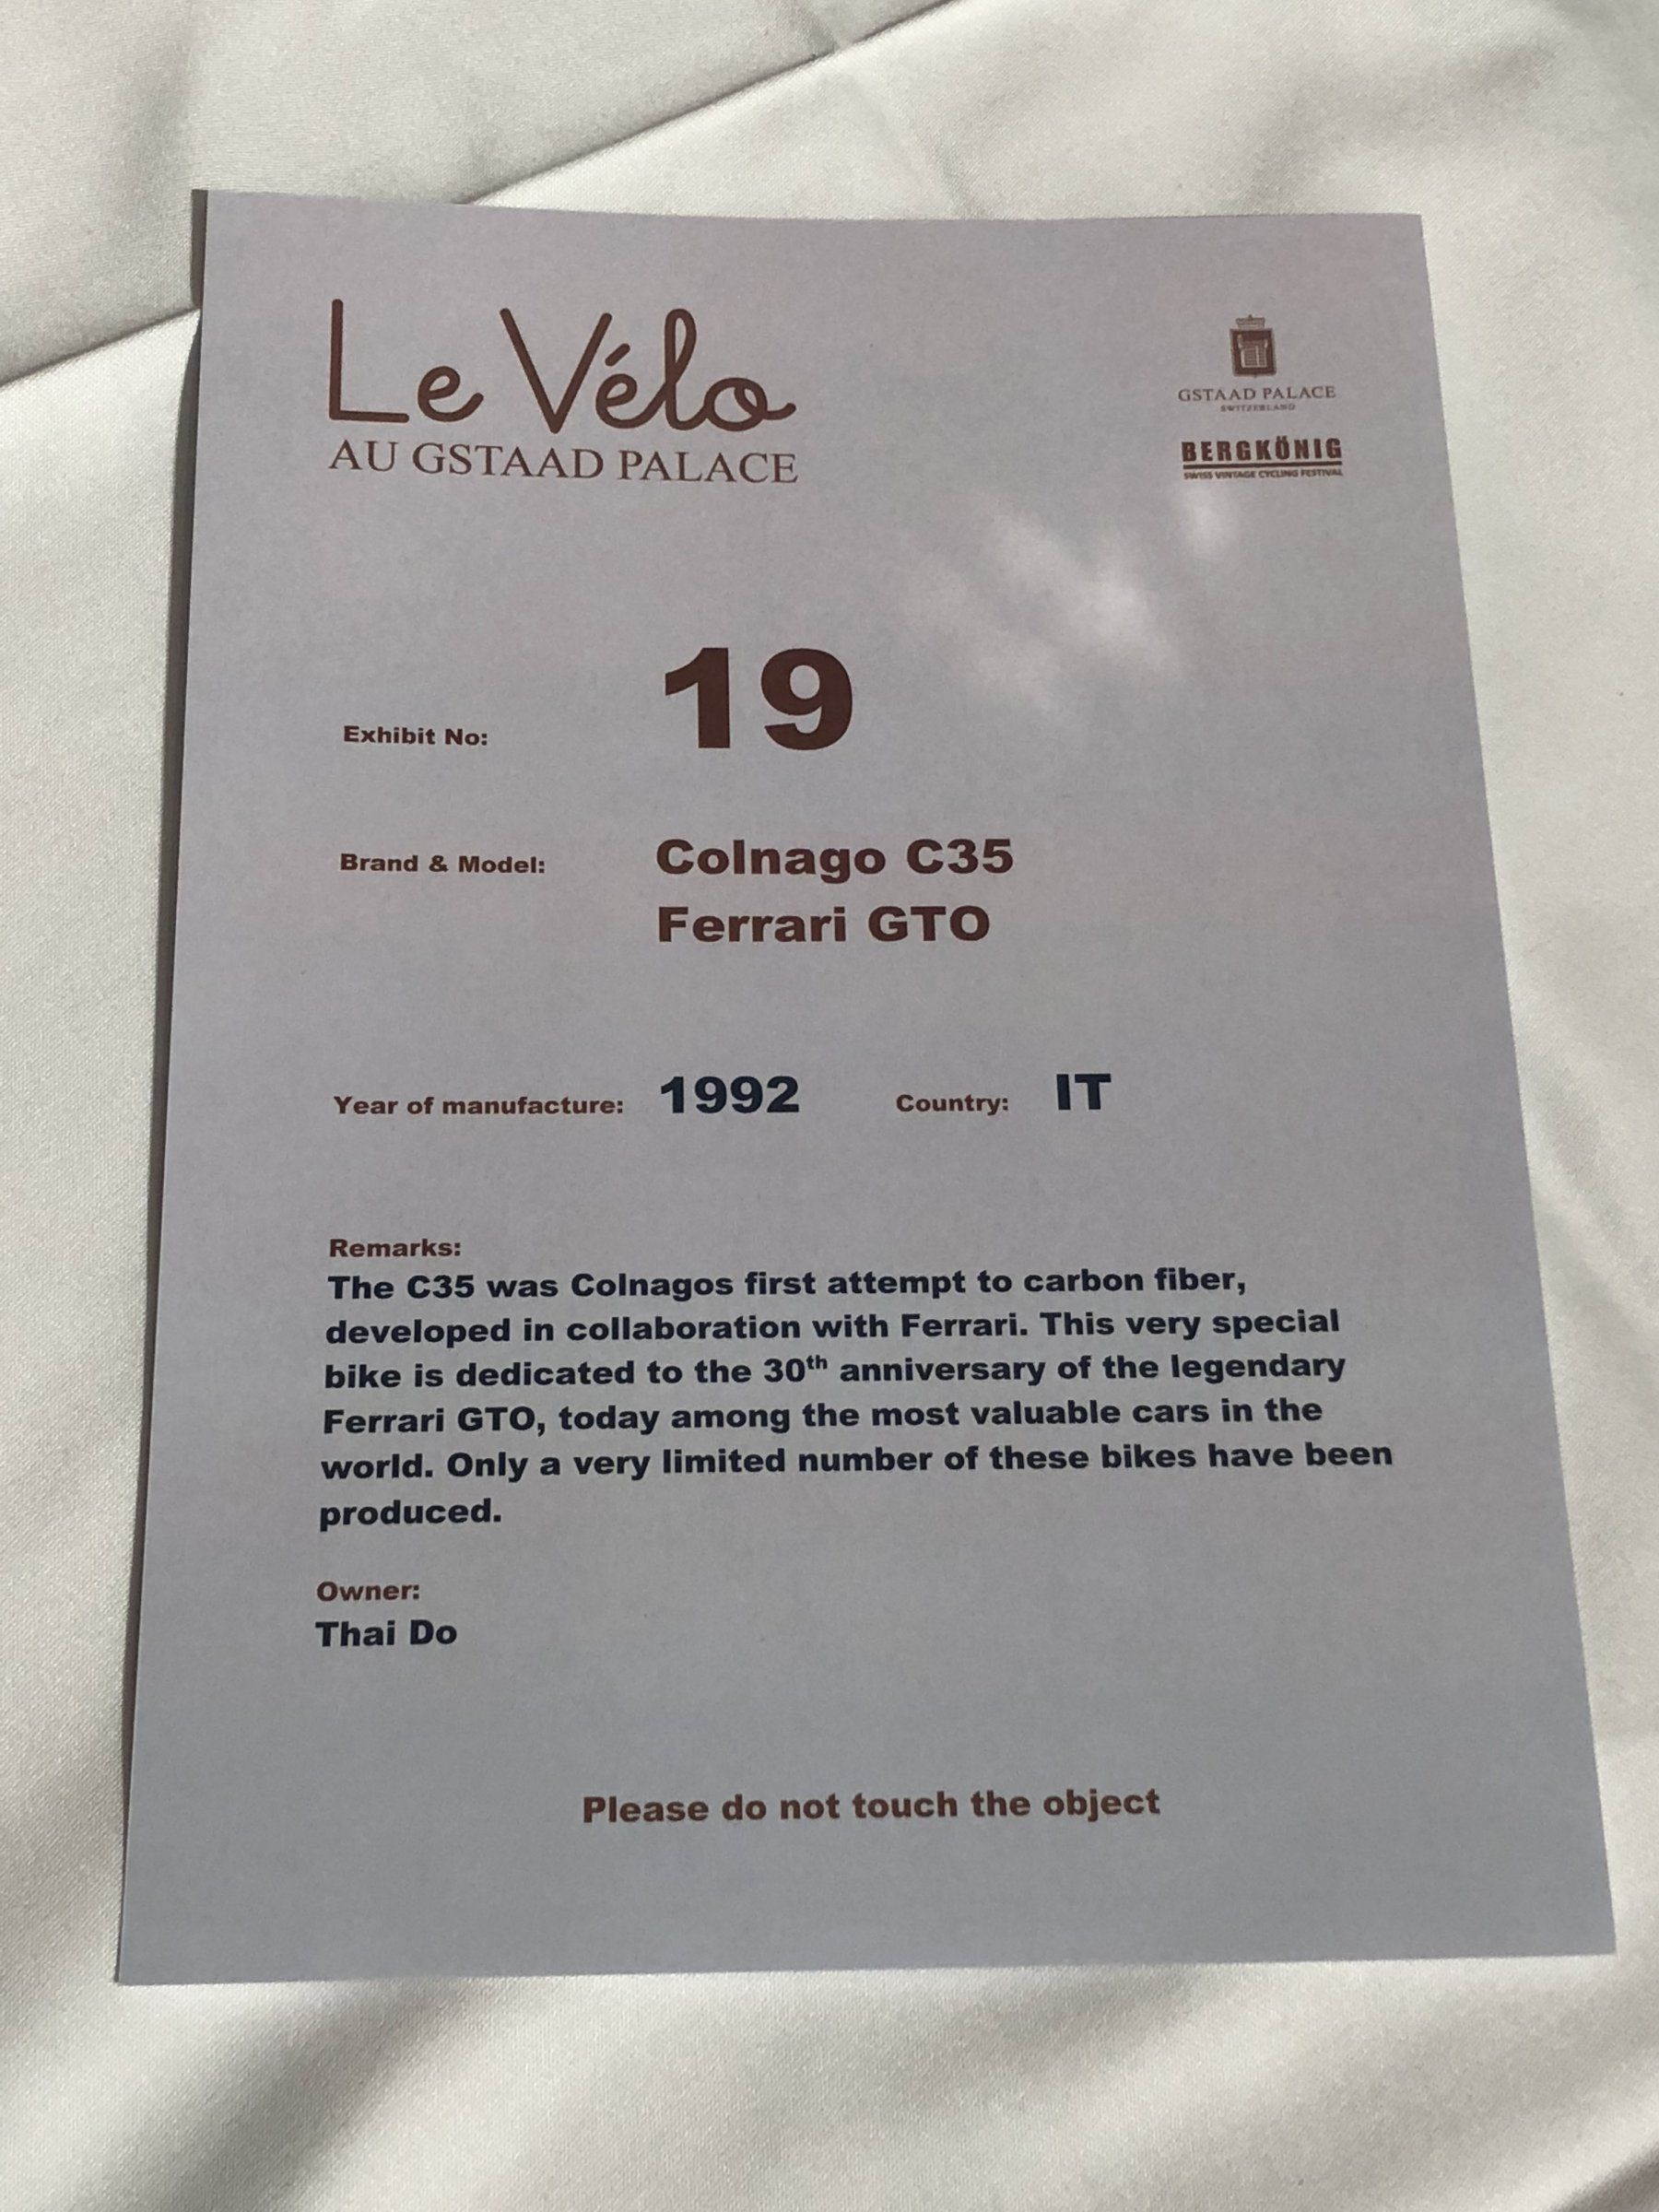 Le Vélo
AU GSTAAD PALACE
GSTAAD PALACE
SWITZERLAND
BERGKÖNIG
SWISS VINTAGE CYCLING FESTIVAL
Exhibit No: 19
Brand & Model: Colnago C35
Ferrari GTO
Year of manufacture: 1992 Country: IT
Remarks:
The C35 was Colnagos first attempt to carbon fiber,
developed in collaboration with Ferrari. This very special
bike is dedicated to the 30th anniversary of the legendary
Ferrari GTO, today among the most valuable cars in the
world. Only a very limited number of these bikes have been
produced.
Owner:
Thai Do
Please do not touch the object